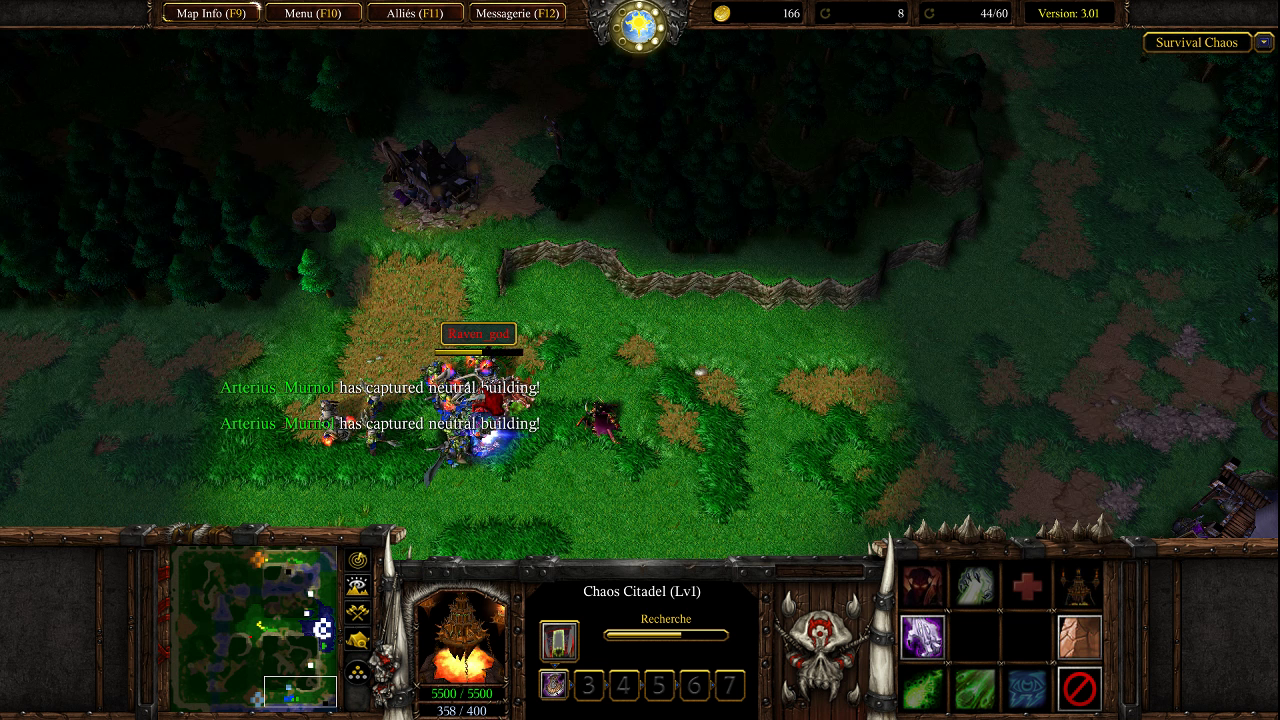 Map Info (F9) Menu (F10) Alliés (F11) Messagerie (F12) 166 8 44/60 Version: 3.01
Survival Chaos
Raven_god
Arterius_Murnol has captured neutral building!
Arterius_Murnol has captured neutral building!
Chaos Citadel (Lv1)
Recherche
3 4 5 6 7
5500 / 5500
358 / 400